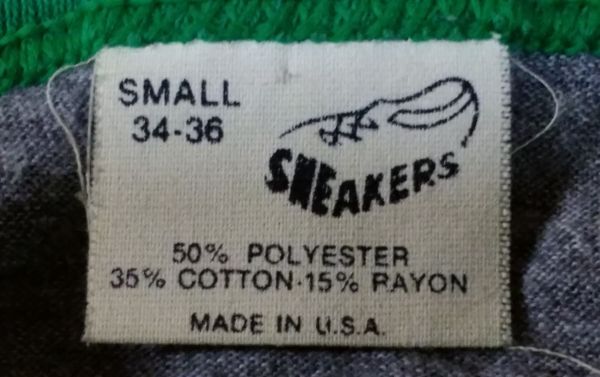 SMALL
34-36
SNEAKERS
50% POLYESTER
35% COTTON·15% RAYON
MADE IN U.S.A.